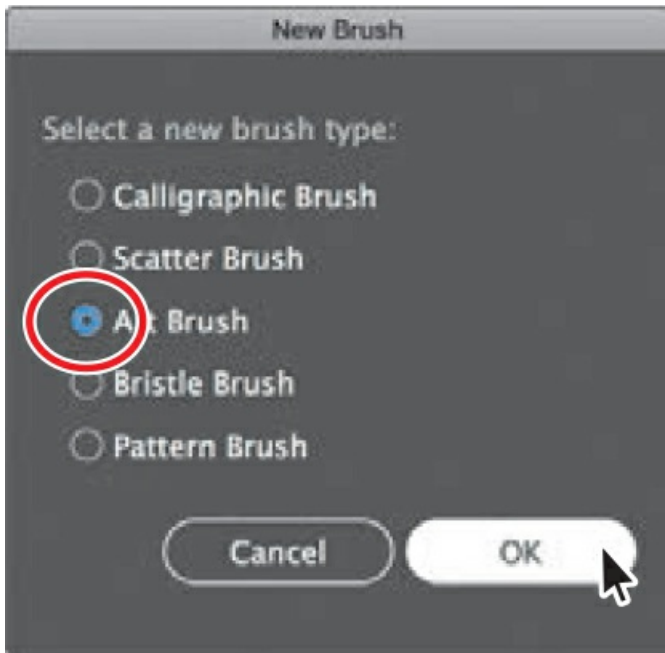 New Brush
Select a new brush type:
Calligraphic Brush
Scatter Brush
Art Brush
Bristle Brush
Pattern Brush
Cancel OK